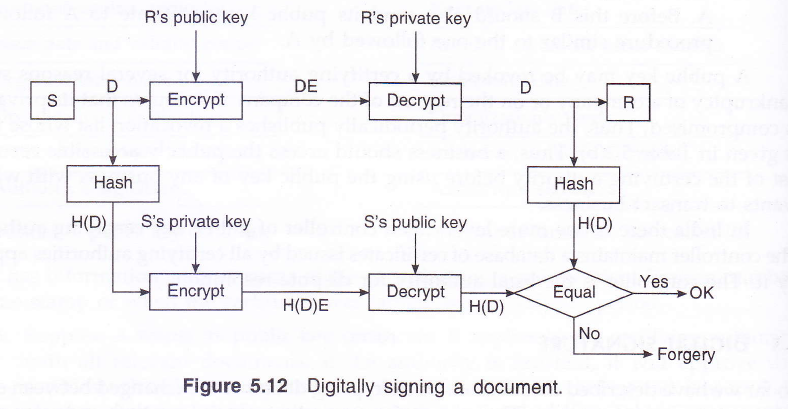 R's public key
R's private key
S
D
Encrypt
DE
Decrypt
D
R
Hash
Hash
H(D)
S's private key
S's public key
H(D)
Encrypt
H(D)E
Decrypt
H(D)
Equal
Yes
OK
No
Forgery
Figure 5.12 Digitally signing a document.